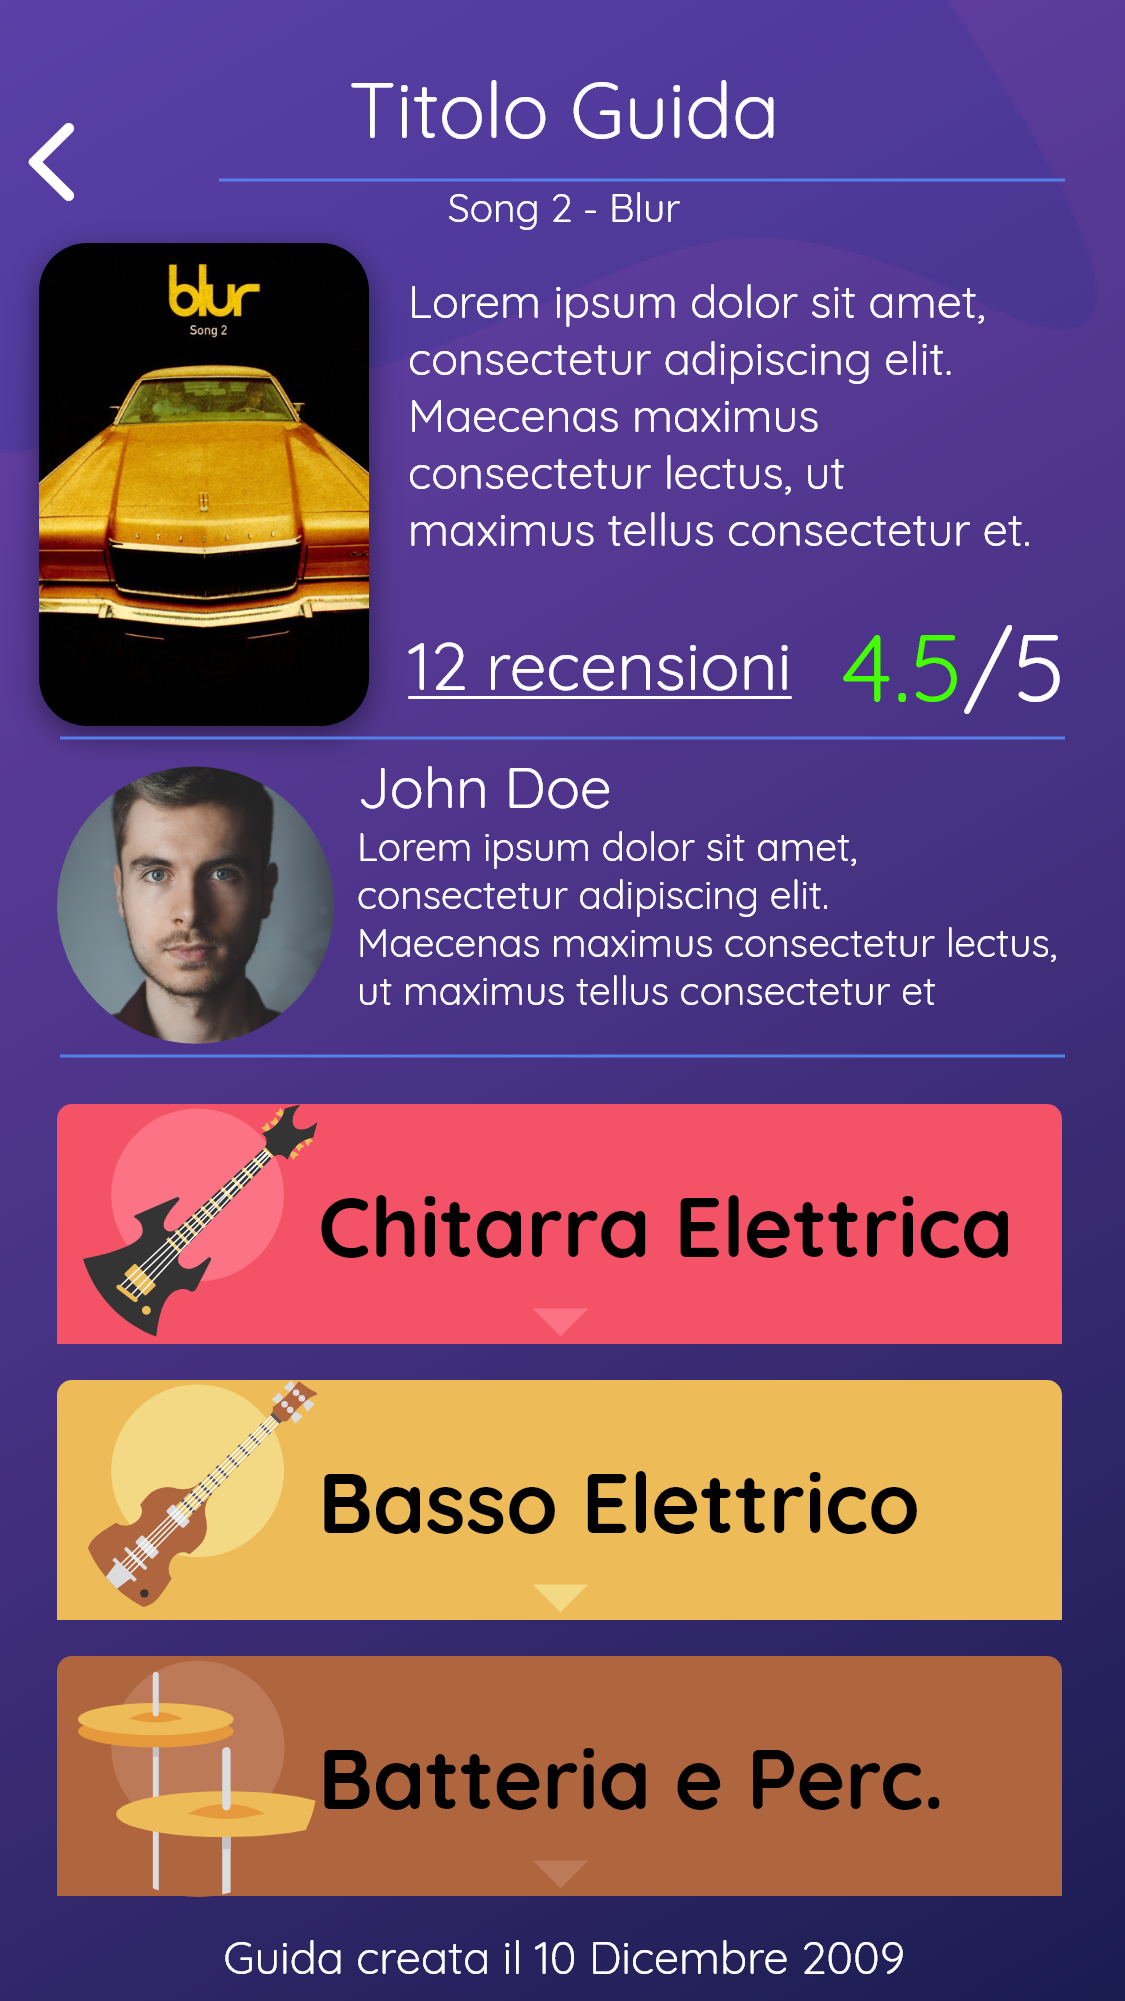 Titolo Guida
Song 2 - Blur
blur
Song 2
Lorem ipsum dolor sit amet,
consectetur adipiscing elit.
Maecenas maximus
consectetur lectus, ut
maximus tellus consectetur et.
12 recensioni 4.5/5
John Doe
Lorem ipsum dolor sit amet,
consectetur adipiscing elit.
Maecenas maximus consectetur lectus,
ut maximus tellus consectetur et
Chitarra Elettrica
Basso Elettrico
Batteria e Perc.
Guida creata il 10 Dicembre 2009